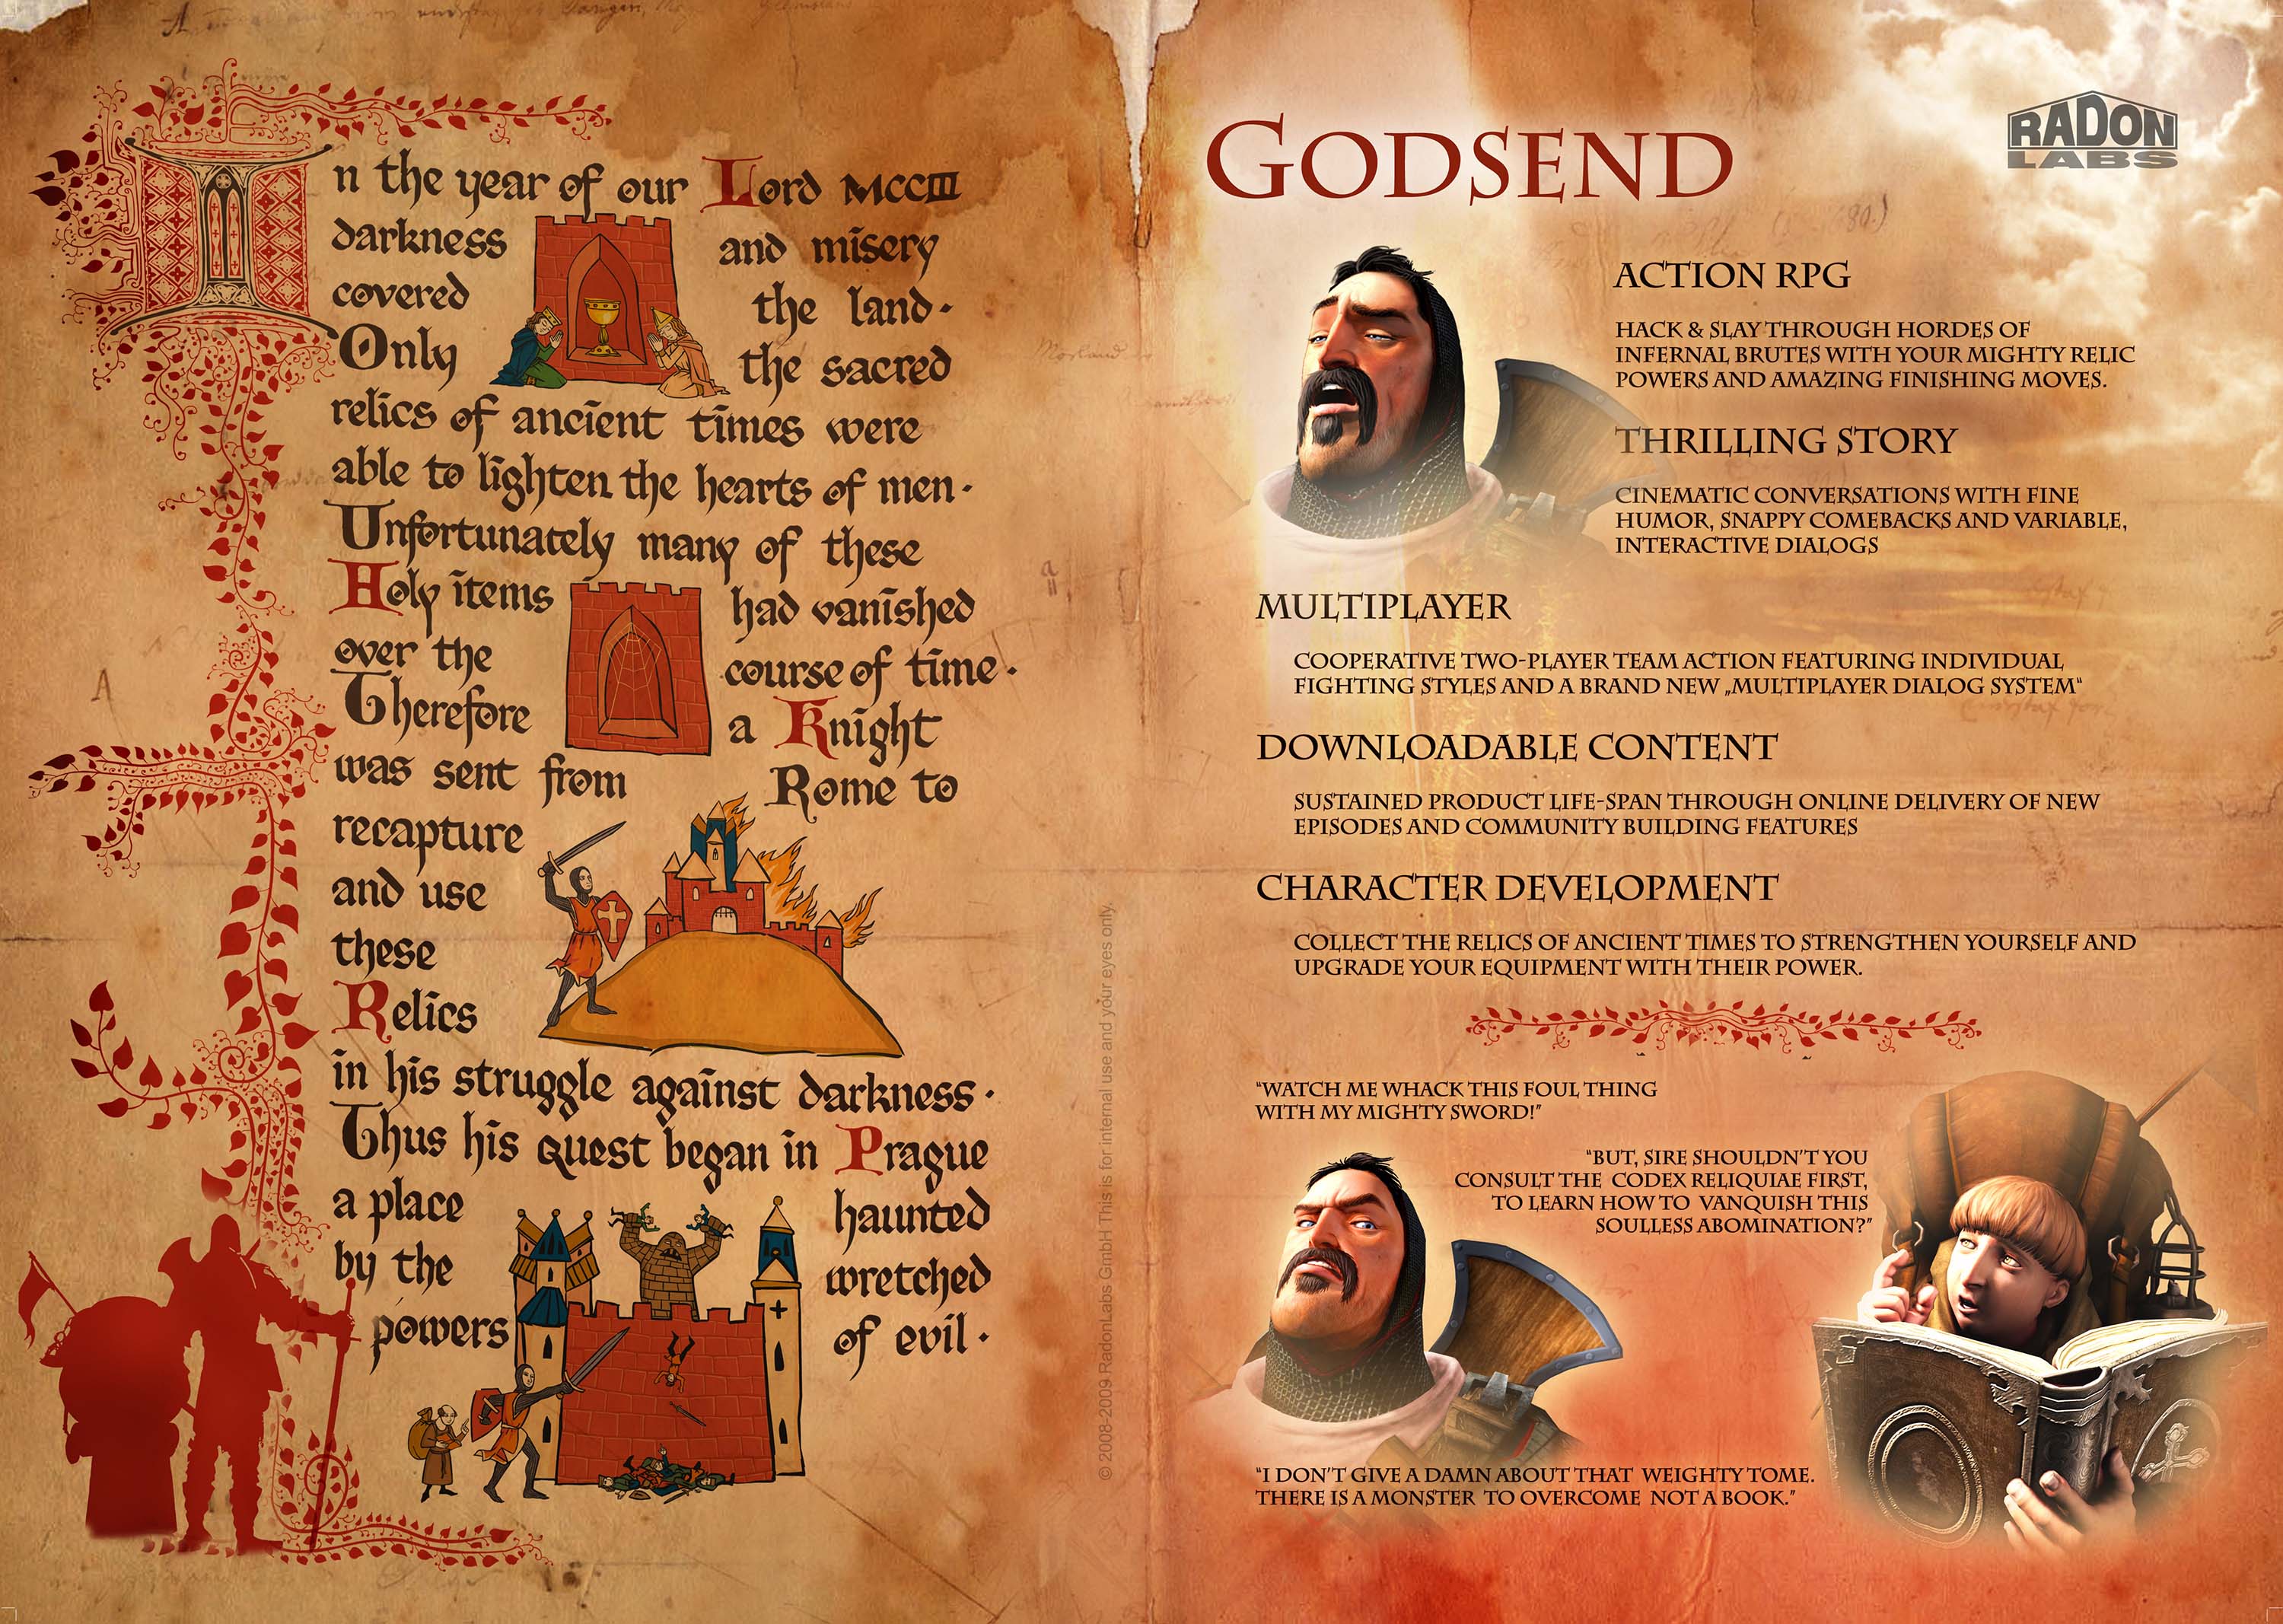 In the year of our Lord MCCIII
darkness and misery
covered the land.
Only the sacred
relics of ancient times were
able to lighten the hearts of men.
Unfortunately many of these
Holy items had vanished
over the course of time.
Therefore a Knight
was sent from Rome to
recapture
and use
these
Relics
in his struggle against darkness.
Thus his quest began in Prague
a place haunted
by the wretched
powers of evil.
© 2008-2009 RadonLabs GmbH This is for internal use and your eyes only.
GODSEND
RADON
LABS
ACTION RPG
HACK & SLAY THROUGH HORDES OF
INFERNAL BRUTES WITH YOUR MIGHTY RELIC
POWERS AND AMAZING FINISHING MOVES.
THRILLING STORY
CINEMATIC CONVERSATIONS WITH FINE
HUMOR, SNAPPY COMEBACKS AND VARIABLE,
INTERACTIVE DIALOGS
MULTIPLAYER
COOPERATIVE TWO-PLAYER TEAM ACTION FEATURING INDIVIDUAL
FIGHTING STYLES AND A BRAND NEW „MULTIPLAYER DIALOG SYSTEM“
DOWNLOADABLE CONTENT
SUSTAINED PRODUCT LIFE-SPAN THROUGH ONLINE DELIVERY OF NEW
EPISODES AND COMMUNITY BUILDING FEATURES
CHARACTER DEVELOPMENT
COLLECT THE RELICS OF ANCIENT TIMES TO STRENGTHEN YOURSELF AND
UPGRADE YOUR EQUIPMENT WITH THEIR POWER.
"WATCH ME WHACK THIS FOUL THING
WITH MY MIGHTY SWORD!"
"BUT, SIRE SHOULDN'T YOU
CONSULT THE CODEX RELIQUIAE FIRST,
TO LEARN HOW TO VANQUISH THIS
SOULLESS ABOMINATION?"
"I DON'T GIVE A DAMN ABOUT THAT WEIGHTY TOME.
THERE IS A MONSTER TO OVERCOME NOT A BOOK."